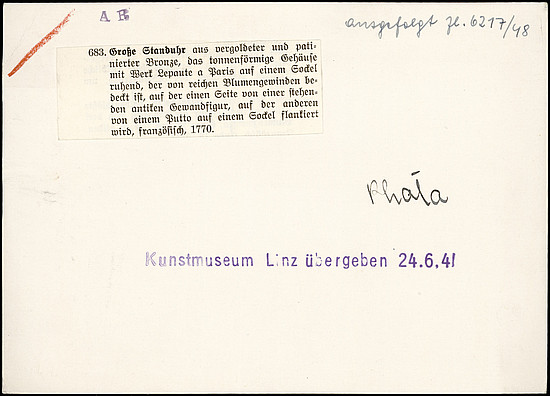 AR
ausgefolgt Zl. 6217/48
683. Große Standuhr aus vergoldeter und pati-
nierter Bronze, das tonnenförmige Gehäuse
mit Werk Lepaute a Paris auf einem Sockel
ruhend, der von reichen Blumengewinden be-
deckt ist, auf der einen Seite von einer stehen-
den antiken Gewandfigur, auf der anderen
von einem Putto auf einem Sockel flankiert
wird, französisch, 1770.
Kunstmuseum Linz übergeben 24.6.41